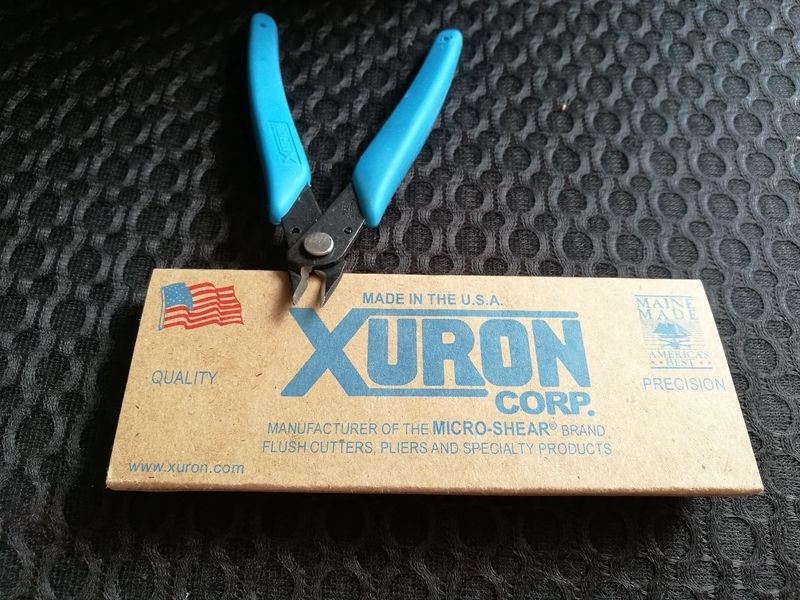 XURON
MADE IN THE U.S.A.
XURON
CORP.
QUALITY
MAINE
MADE
AMERICA'S
BEST
PRECISION
MANUFACTURER OF THE MICRO-SHEAR® BRAND
FLUSH CUTTERS, PLIERS AND SPECIALTY PRODUCTS
www.xuron.com